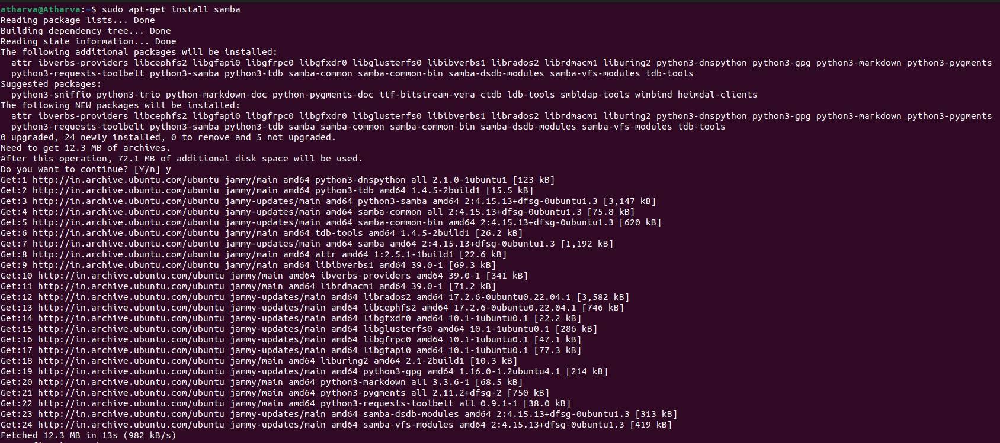 atharva@Atharva:~$ sudo apt-get install samba
Reading package lists... Done
Building dependency tree... Done
Reading state information... Done
The following additional packages will be installed:
  attr ibverbs-providers libcephfs2 libgfapi0 libgfrpc0 libgfxdr0 libglusterfs0 libibverbs1 librados2 librdmacm1 liburing2 python3-dnspython python3-gpg python3-markdown python3-pygments
  python3-requests-toolbelt python3-samba python3-tdb samba-common samba-common-bin samba-dsdb-modules samba-vfs-modules tdb-tools
Suggested packages:
  python3-sniffio python3-trio python-markdown-doc python-pygments-doc ttf-bitstream-vera ctdb ldb-tools smbldap-tools winbind heimdal-clients
The following NEW packages will be installed:
  attr ibverbs-providers libcephfs2 libgfapi0 libgfrpc0 libgfxdr0 libglusterfs0 libibverbs1 librados2 librdmacm1 liburing2 python3-dnspython python3-gpg python3-markdown python3-pygments
  python3-requests-toolbelt python3-samba python3-tdb samba samba-common samba-common-bin samba-dsdb-modules samba-vfs-modules tdb-tools
0 upgraded, 24 newly installed, 0 to remove and 5 not upgraded.
Need to get 12.3 MB of archives.
After this operation, 72.1 MB of additional disk space will be used.
Do you want to continue? [Y/n] y
Get:1 http://in.archive.ubuntu.com/ubuntu jammy/main amd64 python3-dnspython all 2.1.0-1ubuntu1 [123 kB]
Get:2 http://in.archive.ubuntu.com/ubuntu jammy/main amd64 python3-tdb amd64 1.4.5-2build1 [15.5 kB]
Get:3 http://in.archive.ubuntu.com/ubuntu jammy-updates/main amd64 python3-samba amd64 2:4.15.13+dfsg-0ubuntu1.3 [3,147 kB]
Get:4 http://in.archive.ubuntu.com/ubuntu jammy-updates/main amd64 samba-common all 2:4.15.13+dfsg-0ubuntu1.3 [75.8 kB]
Get:5 http://in.archive.ubuntu.com/ubuntu jammy-updates/main amd64 samba-common-bin amd64 2:4.15.13+dfsg-0ubuntu1.3 [620 kB]
Get:6 http://in.archive.ubuntu.com/ubuntu jammy/main amd64 tdb-tools amd64 1.4.5-2build1 [26.2 kB]
Get:7 http://in.archive.ubuntu.com/ubuntu jammy-updates/main amd64 samba amd64 2:4.15.13+dfsg-0ubuntu1.3 [1,192 kB]
Get:8 http://in.archive.ubuntu.com/ubuntu jammy/main amd64 attr amd64 1:2.5.1-1build1 [22.6 kB]
Get:9 http://in.archive.ubuntu.com/ubuntu jammy/main amd64 libibverbs1 amd64 39.0-1 [69.3 kB]
Get:10 http://in.archive.ubuntu.com/ubuntu jammy/main amd64 ibverbs-providers amd64 39.0-1 [341 kB]
Get:11 http://in.archive.ubuntu.com/ubuntu jammy/main amd64 librdmacm1 amd64 39.0-1 [71.2 kB]
Get:12 http://in.archive.ubuntu.com/ubuntu jammy-updates/main amd64 librados2 amd64 17.2.6-0ubuntu0.22.04.1 [3,582 kB]
Get:13 http://in.archive.ubuntu.com/ubuntu jammy-updates/main amd64 libcephfs2 amd64 17.2.6-0ubuntu0.22.04.1 [746 kB]
Get:14 http://in.archive.ubuntu.com/ubuntu jammy-updates/main amd64 libgfxdr0 amd64 10.1-1ubuntu0.1 [22.2 kB]
Get:15 http://in.archive.ubuntu.com/ubuntu jammy-updates/main amd64 libglusterfs0 amd64 10.1-1ubuntu0.1 [286 kB]
Get:16 http://in.archive.ubuntu.com/ubuntu jammy-updates/main amd64 libgfrpc0 amd64 10.1-1ubuntu0.1 [47.1 kB]
Get:17 http://in.archive.ubuntu.com/ubuntu jammy-updates/main amd64 libgfapi0 amd64 10.1-1ubuntu0.1 [77.3 kB]
Get:18 http://in.archive.ubuntu.com/ubuntu jammy/main amd64 liburing2 amd64 2.1-2build1 [10.3 kB]
Get:19 http://in.archive.ubuntu.com/ubuntu jammy-updates/main amd64 python3-gpg amd64 1.16.0-1.2ubuntu4.1 [214 kB]
Get:20 http://in.archive.ubuntu.com/ubuntu jammy/main amd64 python3-markdown all 3.3.6-1 [68.5 kB]
Get:21 http://in.archive.ubuntu.com/ubuntu jammy/main amd64 python3-pygments all 2.11.2+dfsg-2 [750 kB]
Get:22 http://in.archive.ubuntu.com/ubuntu jammy/main amd64 python3-requests-toolbelt all 0.9.1-1 [38.0 kB]
Get:23 http://in.archive.ubuntu.com/ubuntu jammy-updates/main amd64 samba-dsdb-modules amd64 2:4.15.13+dfsg-0ubuntu1.3 [313 kB]
Get:24 http://in.archive.ubuntu.com/ubuntu jammy-updates/main amd64 samba-vfs-modules amd64 2:4.15.13+dfsg-0ubuntu1.3 [419 kB]
Fetched 12.3 MB in 13s (982 kB/s)